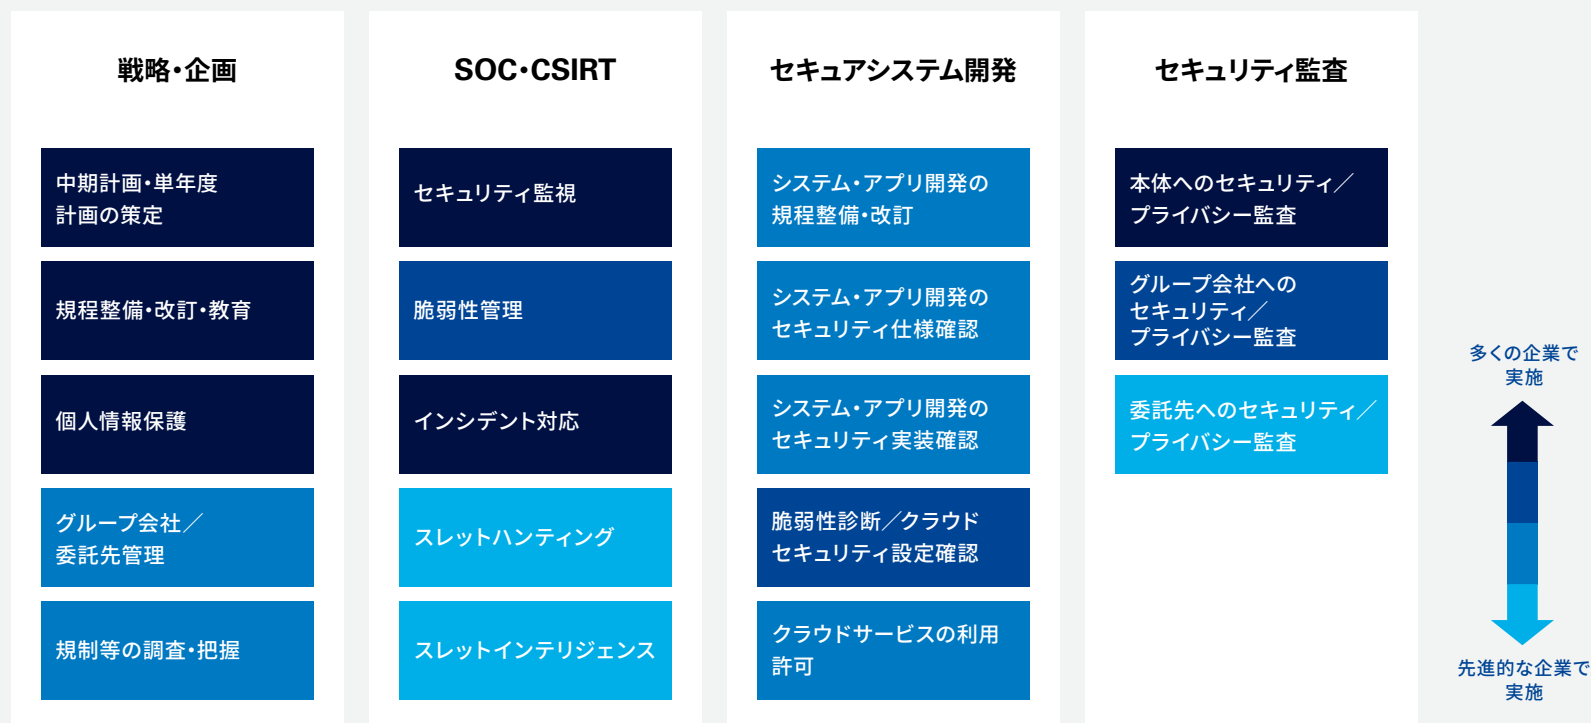 戦略・企画
中期計画・単年度
計画の策定
規程整備・改訂・教育
個人情報保護
グループ会社／
委託先管理
規制等の調査・把握
SOC・CSIRT
セキュリティ監視
脆弱性管理
インシデント対応
スレットハンティング
スレットインテリジェンス
セキュアシステム開発
システム・アプリ開発の
規程整備・改訂
システム・アプリ開発の
セキュリティ仕様確認
システム・アプリ開発の
セキュリティ実装確認
脆弱性診断／クラウド
セキュリティ設定確認
クラウドサービスの利用
許可
セキュリティ監査
本体へのセキュリティ／
プライバシー監査
グループ会社への
セキュリティ／
プライバシー監査
委託先へのセキュリティ／
プライバシー監査
多くの企業で
実施
先進的な企業で
実施